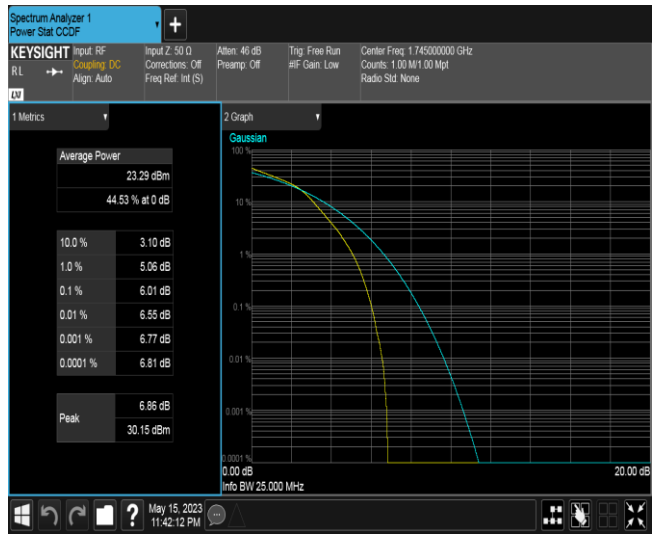 Spectrum Analyzer 1
Power Stat CCDF
+
KEYSIGHT
RL
LXI
Input: RF
Coupling: DC
Align: Auto
Input Z: 50 Ω
Corrections: Off
Freq Ref: Int (S)
Atten: 46 dB
Preamp: Off
Trig: Free Run
#IF Gain: Low
Center Freq: 1.745000000 GHz
Counts: 1.00 M/1.00 Mpt
Radio Std: None
1 Metrics
Average Power
23.29 dBm
44.53 % at 0 dB
10.0 % 3.10 dB
1.0 % 5.06 dB
0.1 % 6.01 dB
0.01 % 6.55 dB
0.001 % 6.77 dB
0.0001 % 6.81 dB
Peak
6.86 dB
30.15 dBm
2 Graph
Gaussian
100 %
10 %
1 %
0.1 %
0.01 %
0.001 %
0.0001 %
0.00 dB
20.00 dB
Info BW 25.000 MHz
?
May 15, 2023
11:42:12 PM